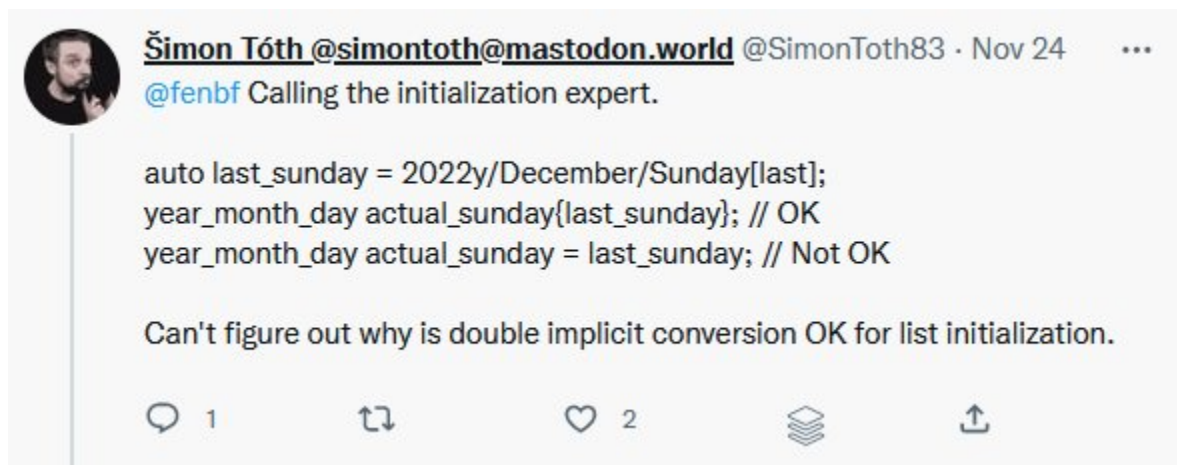 Šimon Tóth @simontoth@mastodon.world @SimonToth83 · Nov 24 ...
@fenbf Calling the initialization expert.
auto last_sunday = 2022y/December/Sunday[last];
year_month_day actual_sunday{last_sunday}; // OK
year_month_day actual_sunday = last_sunday; // Not OK
Can't figure out why is double implicit conversion OK for list initialization.
1 2